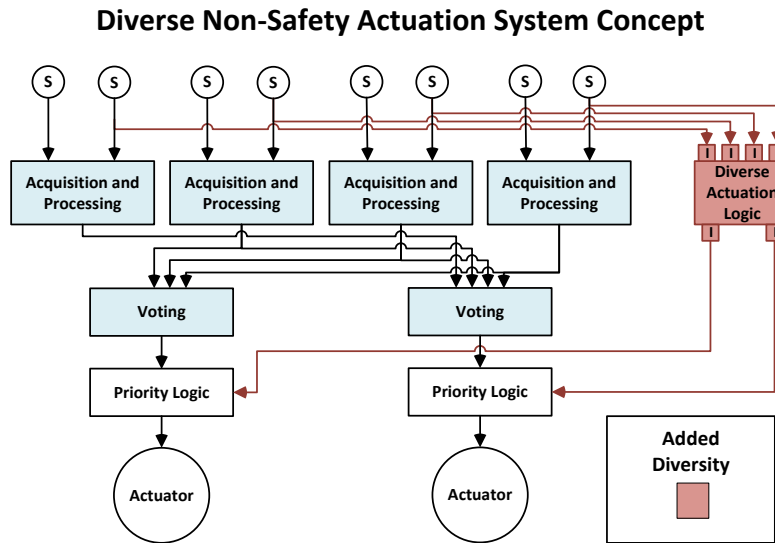 Diverse Non-Safety Actuation System Concept
S S S S S S S S
I I I I
Acquisition and
Processing
Acquisition and
Processing
Acquisition and
Processing
Acquisition and
Processing
Diverse
Actuation
Logic
I I
Voting
Voting
Priority Logic
Priority Logic
Actuator
Actuator
Added
Diversity